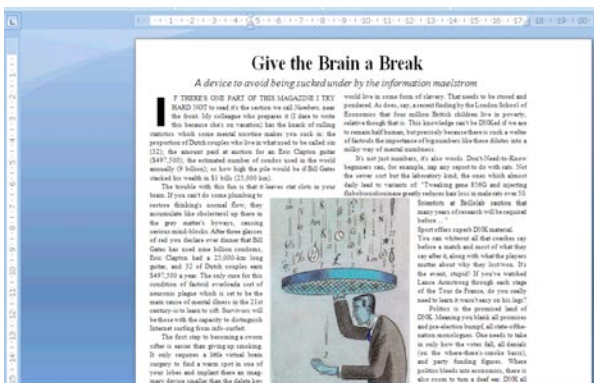 Give the Brain a Break
A device to avoid being sucked under by the information maelstrom
IF THERE'S ONE PART OF THIS MAGAZINE I TRY
HARD NOT to read it's the section we call Numbers, near
the front. My colleague who prepares it (I dare to write
this because she's on vacation) has the knack of culling
statistics which some mental nicotine makes you suck in: the
proportion of Dutch couples who live in what used to be called sin
(32); the amount paid at auction for an Eric Clapton guitar
($497,500); the estimated number of condos used in the world
annually (9 billion); or how high the pile would be if Bill Gates
stacked his wealth in $1 bills (25,000 km).
The trouble with this fun is that it leaves stat clots in your
brain. If you can't do some plumbing to
restore thinking's normal flow, they
accumulate like cholesterol up there in
the grey matter's byways, causing
serious mind-blocks. After three glasses
of red you declare over dinner that Bill
Gates has used nine billion condoms,
Eric Clapton had a 25,000-km long
guitar, and 32 of Dutch couples earn
$497,500 a year. The only cure for this
condition of factoid overloads sort of
neuronic plague which is set to be the
main cause of mental illness in the 21st
century-is to learn to sift. Survivors will
be those with the capacity to distinguish
Internet surfing from info-surfeit.
The first step to becoming a sworn
sifter is easier than giving up smoking.
It only requires a little virtual brain
surgery to find a warm spot in one of
your lobes and implant there an imag-
inary device smaller than the delete key
world live in some form of slavery. That needs to be stored and
pondered. As does, say, a recent finding by the London School of
Economics that four million British children live in poverty,
relative though that is. This knowledge can't be DNKed if we are
to remain half human, but precisely because there is such a welter
of factoids the importance of big numbers like these dilutes into a
milky way of mental numbness.
It's not just numbers, it's also words. Don't-Need-to-Know
beginners can, for example, zap any report to do with rats. Not
the sewer sort but the laboratory kind, the ones which almost
daily lead to variants of: "Tweaking gene 856G and injecting
greatly reduces hair loss in male rats over 50.
Scientists at caution that
many years of research will be required
before ..."
Sport offers superb DNK material.
You can whiteout all that coaches say
before a match and most of what they
say after it, along with what the players
mutter about why they lost/won. It's
the event, stupid! If you've watched
Lance Armstrong through each stage
of the Tour de France, do you really
need to learn it wasn't easy on his legs?
Politics is the promised land of
DNK. Meaning you blank all promises
and pre-election bumpf, all state-of-the-
nation monologues. One needs to take
in only how the votes fall, all denials
(on the where-there's-smoke basis),
and party funding figures. Where
politics bleeds into economics, there is
also room to turn a deaf ear. DNK all